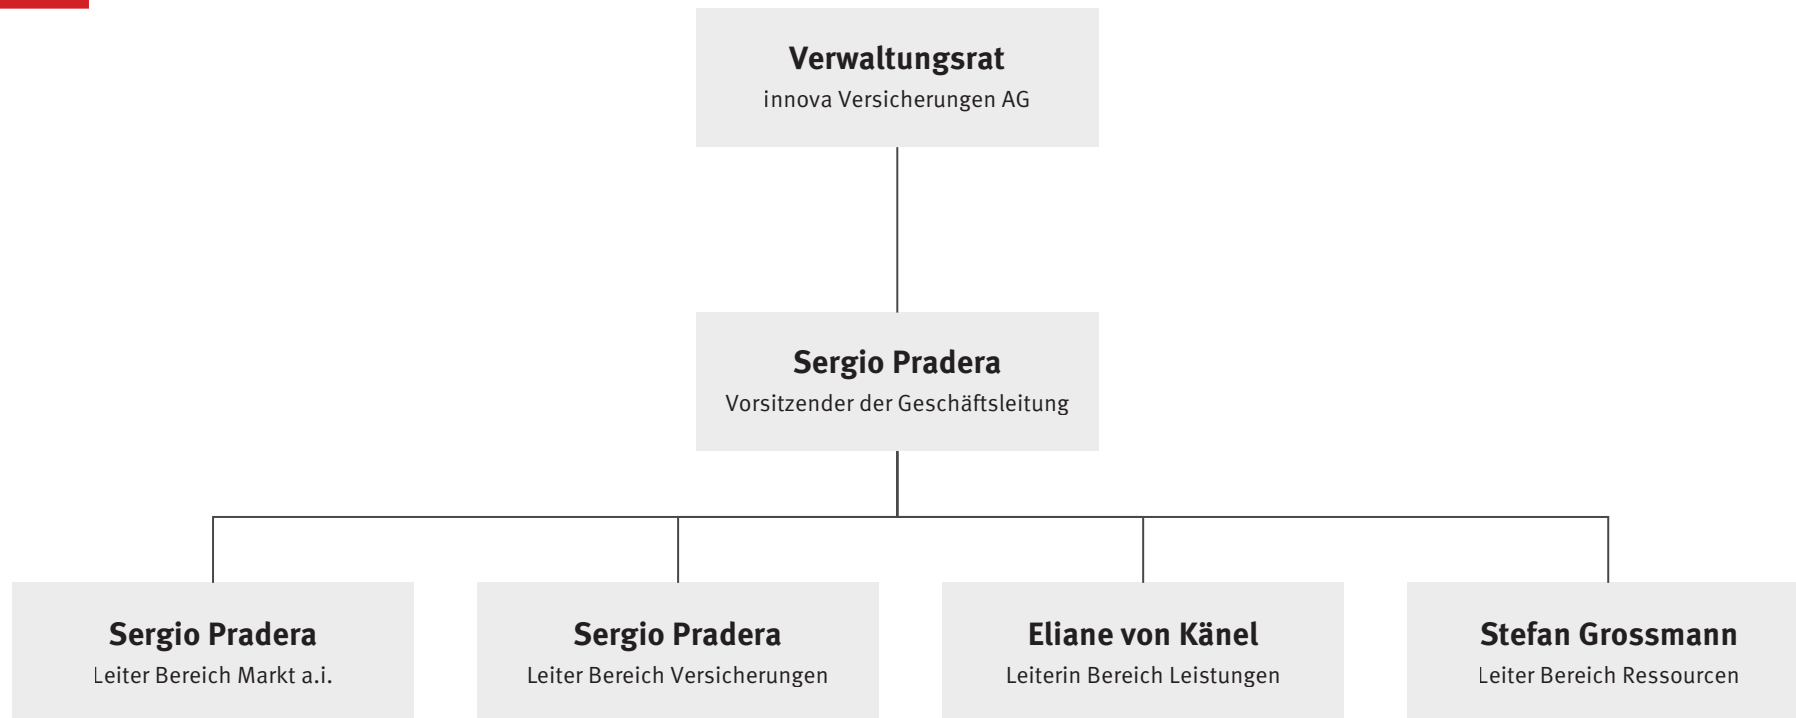 Verwaltungsrat
innova Versicherungen AG
Sergio Pradera
Vorsitzender der Geschäftsleitung
Sergio Pradera
Leiter Bereich Markt a.i.
Sergio Pradera
Leiter Bereich Versicherungen
Eliane von Känel
Leiterin Bereich Leistungen
Stefan Grossmann
Leiter Bereich Ressourcen